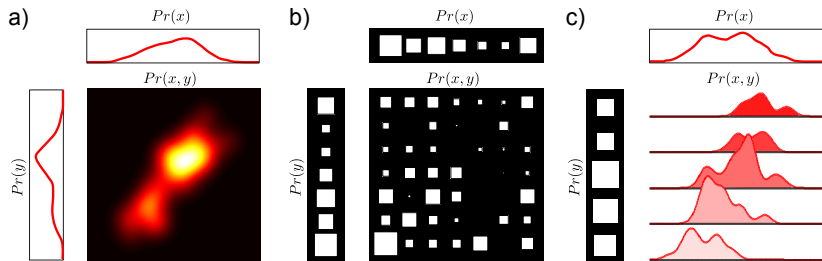 a)
Pr(x)
Pr(x, y)
Pr(y)
b)
Pr(x)
Pr(x, y)
Pr(y)
c)
Pr(x)
Pr(x, y)
Pr(y)